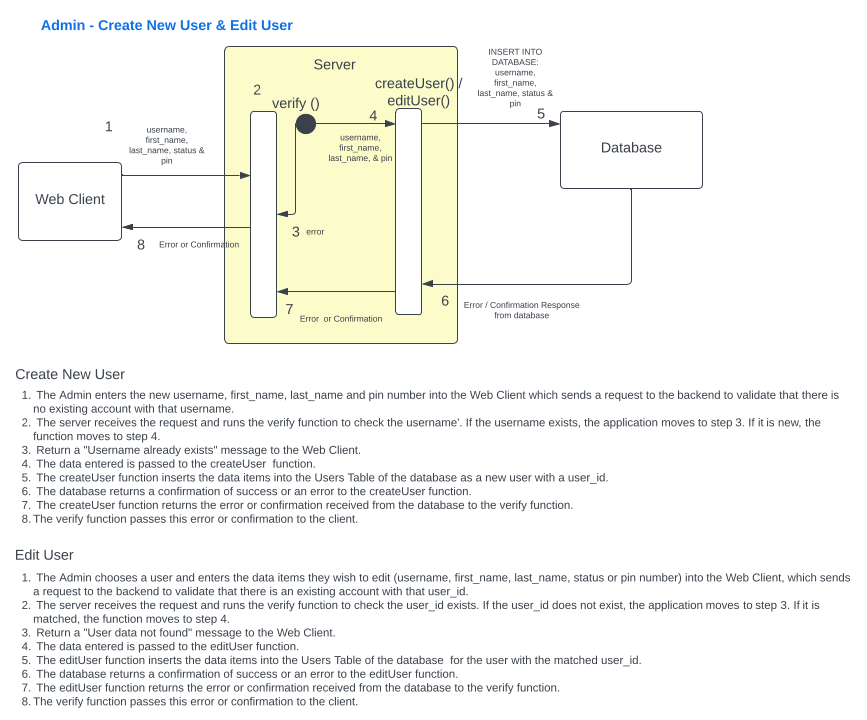 Admin - Create New User & Edit User
Server
INSERT INTO
DATABASE:
username,
first_name,
last_name, status &
pin
createUser() /
editUser()
2
verify ()
4
5
1
username,
first_name,
last_name, status &
pin
username,
first_name,
last_name, & pin
Database
Web Client
3 error
8 Error or Confirmation
6 Error / Confirmation Response
from database
7 Error or Confirmation
Create New User
1. The Admin enters the new username, first_name, last_name and pin number into the Web Client which sends a request to the backend to validate that there is
no existing account with that username.
2. The server receives the request and runs the verify function to check the username'. If the username exists, the application moves to step 3. If it is new, the
function moves to step 4.
3. Return a "Username already exists" message to the Web Client.
4. The data entered is passed to the createUser function.
5. The createUser function inserts the data items into the Users Table of the database as a new user with a user_id.
6. The database returns a confirmation of success or an error to the createUser function.
7. The createUser function returns the error or confirmation received from the database to the verify function.
8. The verify function passes this error or confirmation to the client.
Edit User
1. The Admin chooses a user and enters the data items they wish to edit (username, first_name, last_name, status or pin number) into the Web Client, which sends
a request to the backend to validate that there is an existing account with that user_id.
2. The server receives the request and runs the verify function to check the user_id exists. If the user_id does not exist, the application moves to step 3. If it is
matched, the function moves to step 4.
3. Return a "User data not found" message to the Web Client.
4. The data entered is passed to the editUser function.
5. The editUser function inserts the data items into the Users Table of the database for the user with the matched user_id.
6. The database returns a confirmation of success or an error to the editUser function.
7. The editUser function returns the error or confirmation received from the database to the verify function.
8. The verify function passes this error or confirmation to the client.